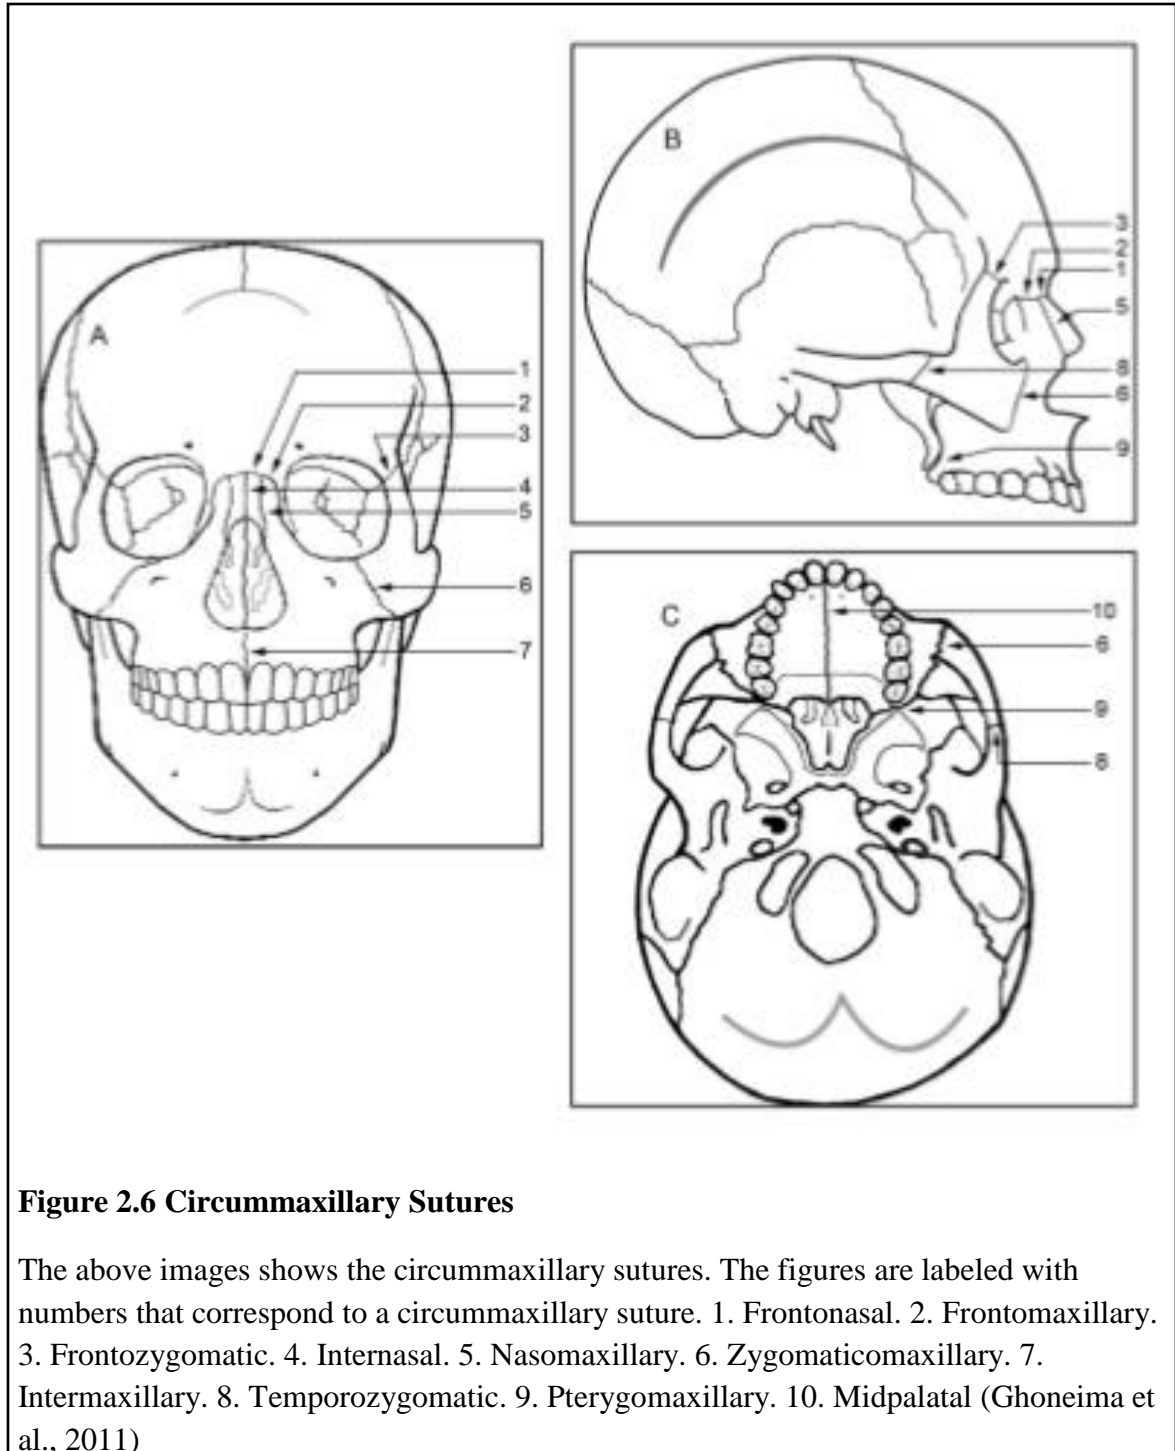 A
1
2
3
4
5
6
7
B
3
2
1
5
8
6
9
C
10
6
9
8
Figure 2.6 Circummaxillary Sutures
The above images shows the circummaxillary sutures. The figures are labeled with
numbers that correspond to a circummaxillary suture. 1. Frontonasal. 2. Frontomaxillary.
3. Frontozygomatic. 4. Internasal. 5. Nasomaxillary. 6. Zygomaticomaxillary. 7.
Intermaxillary. 8. Temporozygomatic. 9. Pterygomaxillary. 10. Midpalatal (Ghoneima et
al., 2011)